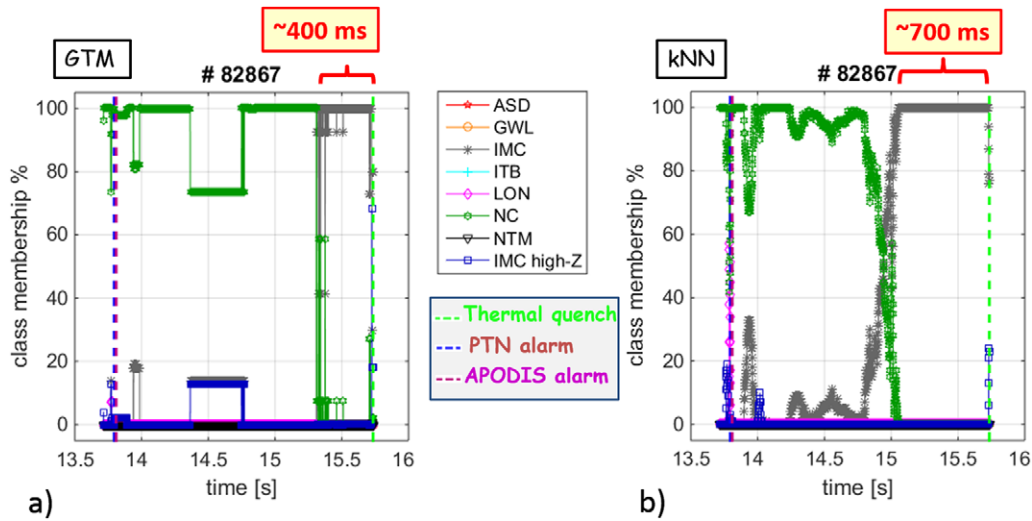 ~400 ms
GTM
# 82867
100
80
60
40
20
0
class membership %
13.5
14
14.5
15
15.5
16
time [s]
a)
ASD
GWL
IMC
ITB
LON
NC
NTM
IMC high-Z
Thermal quench
PTN alarm
APODIS alarm
~700 ms
kNN
# 82867
100
80
60
40
20
0
class membership %
13.5
14
14.5
15
15.5
16
time [s]
b)